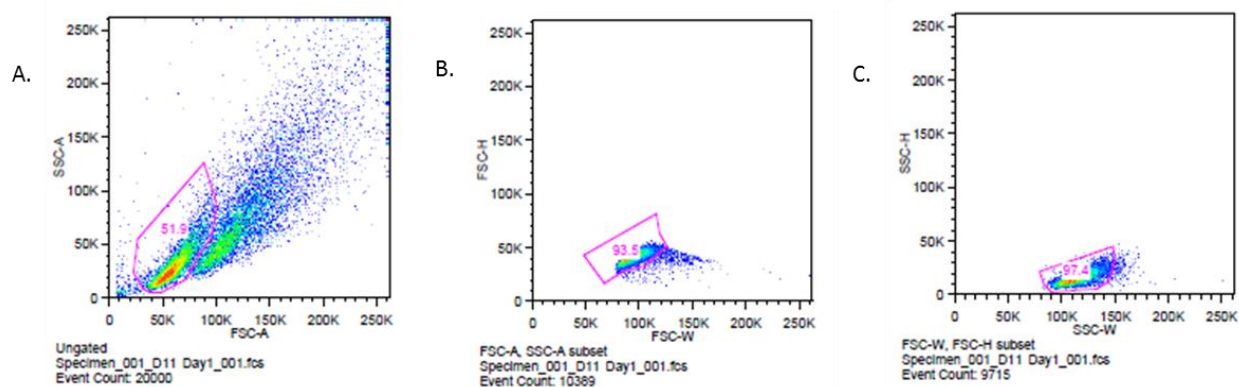 A.
250K
200K
150K
100K
50K
0
SSC-A
51.9
0
50K
100K
150K
200K
250K
FSC-A
Ungated
Specimen_001_D11 Day1_001.fcs
Event Count: 20000
B.
250K
200K
150K
100K
50K
0
FSC-H
93.5
0
50K
100K
150K
200K
250K
FSC-W
FSC-A, SSC-A subset
Specimen_001_D11 Day1_001.fcs
Event Count: 10389
C.
250K
200K
150K
100K
50K
0
SSC-H
97.4
0
50K
100K
150K
200K
250K
SSC-W
FSC-W, FSC-H subset
Specimen_001_D11 Day1_001.fcs
Event Count: 9715